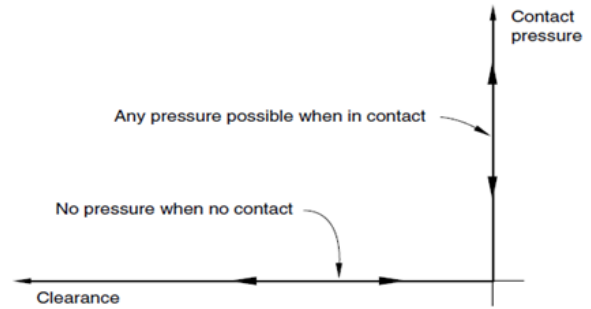 Contact
pressure
Any pressure possible when in contact
No pressure when no contact
Clearance